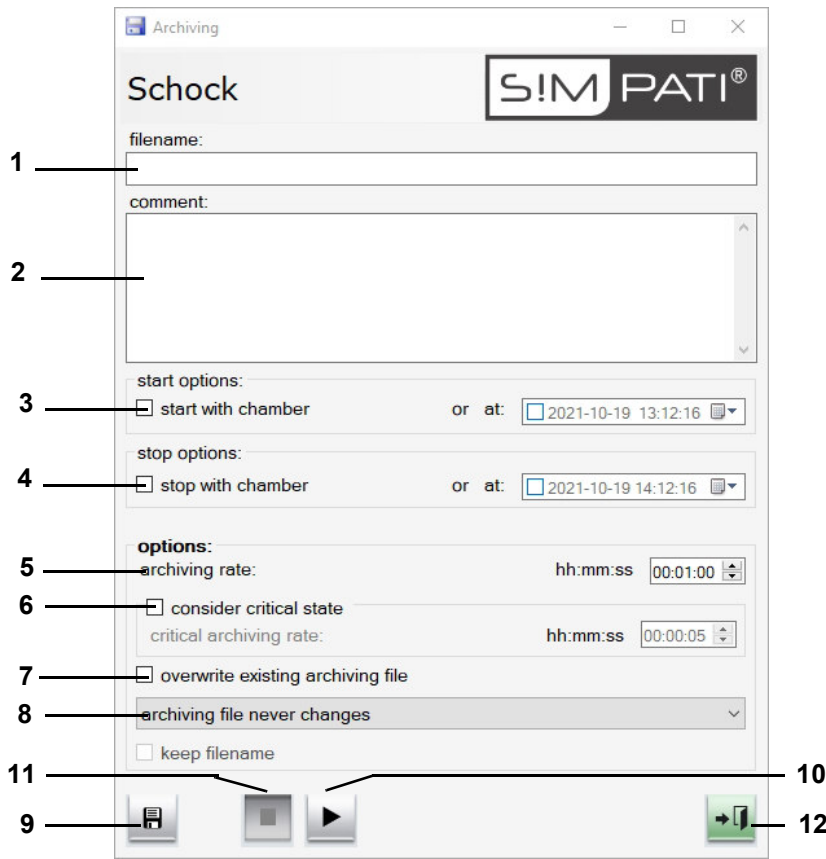 Archiving
Schock S!MPATI®
filename:
1
comment:
2
start options:
3 start with chamber or at: 2021-10-19 13:12:16
stop options:
4 stop with chamber or at: 2021-10-19 14:12:16
options:
5 archiving rate: hh:mm:ss 00:01:00
6 consider critical state
critical archiving rate: hh:mm:ss 00:00:05
7 overwrite existing archiving file
8 archiving file never changes
keep filename
11 10
9 12